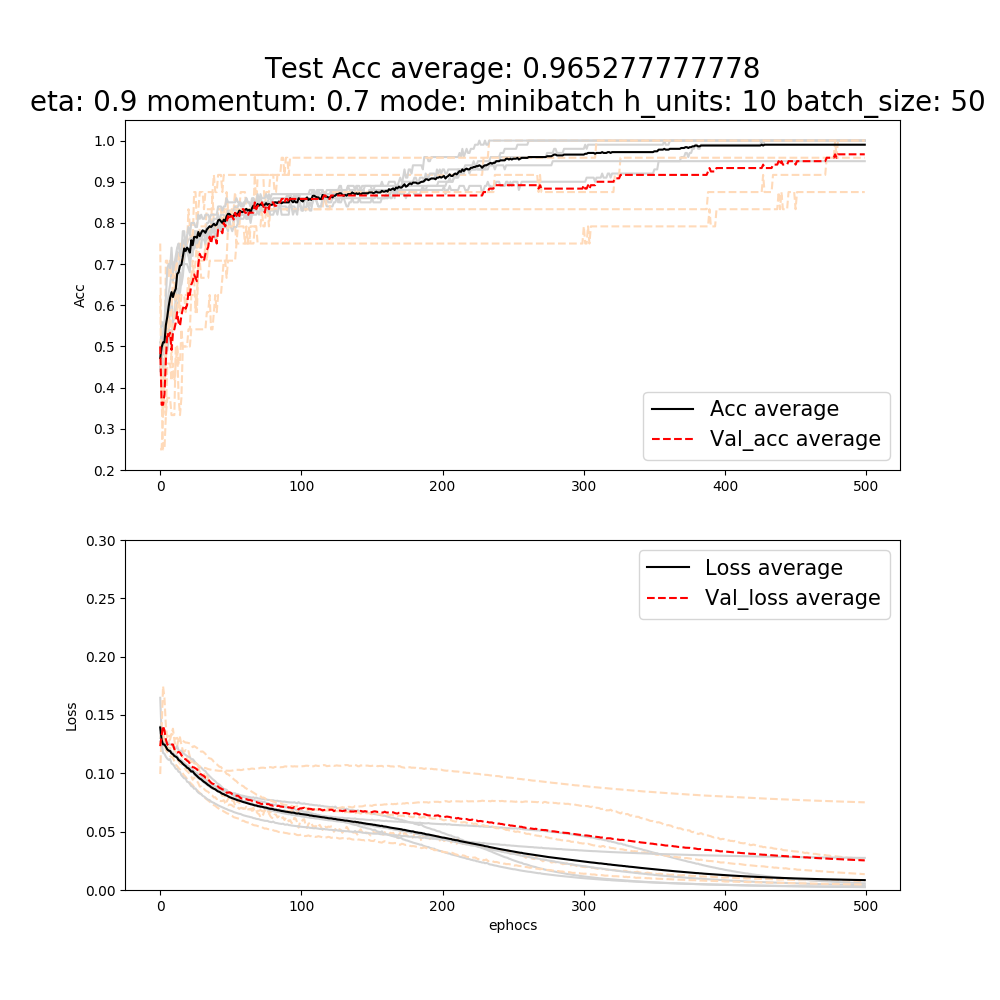 Test Acc average: 0.965277777778
eta: 0.9 momentum: 0.7 mode: minibatch h_units: 10 batch_size: 50
1.0
0.9
0.8
0.7
0.6
0.5
0.4
0.3
0.2
Acc
Acc average
Val_acc average
0 100 200 300 400 500
0.30
0.25
0.20
0.15
0.10
0.05
0.00
Loss
Loss average
Val_loss average
0 100 200 300 400 500
ephocs